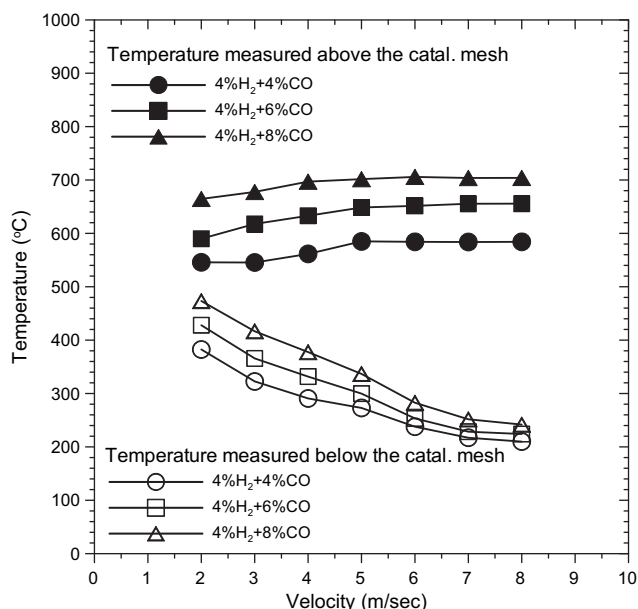 1000
900
800
700
600
500
400
300
200
100
0
Temperature (°C)
Temperature measured above the catal. mesh
4%H₂+4%CO
4%H₂+6%CO
4%H₂+8%CO
Temperature measured below the catal. mesh
4%H₂+4%CO
4%H₂+6%CO
4%H₂+8%CO
0 1 2 3 4 5 6 7 8 9 10
Velocity (m/sec)